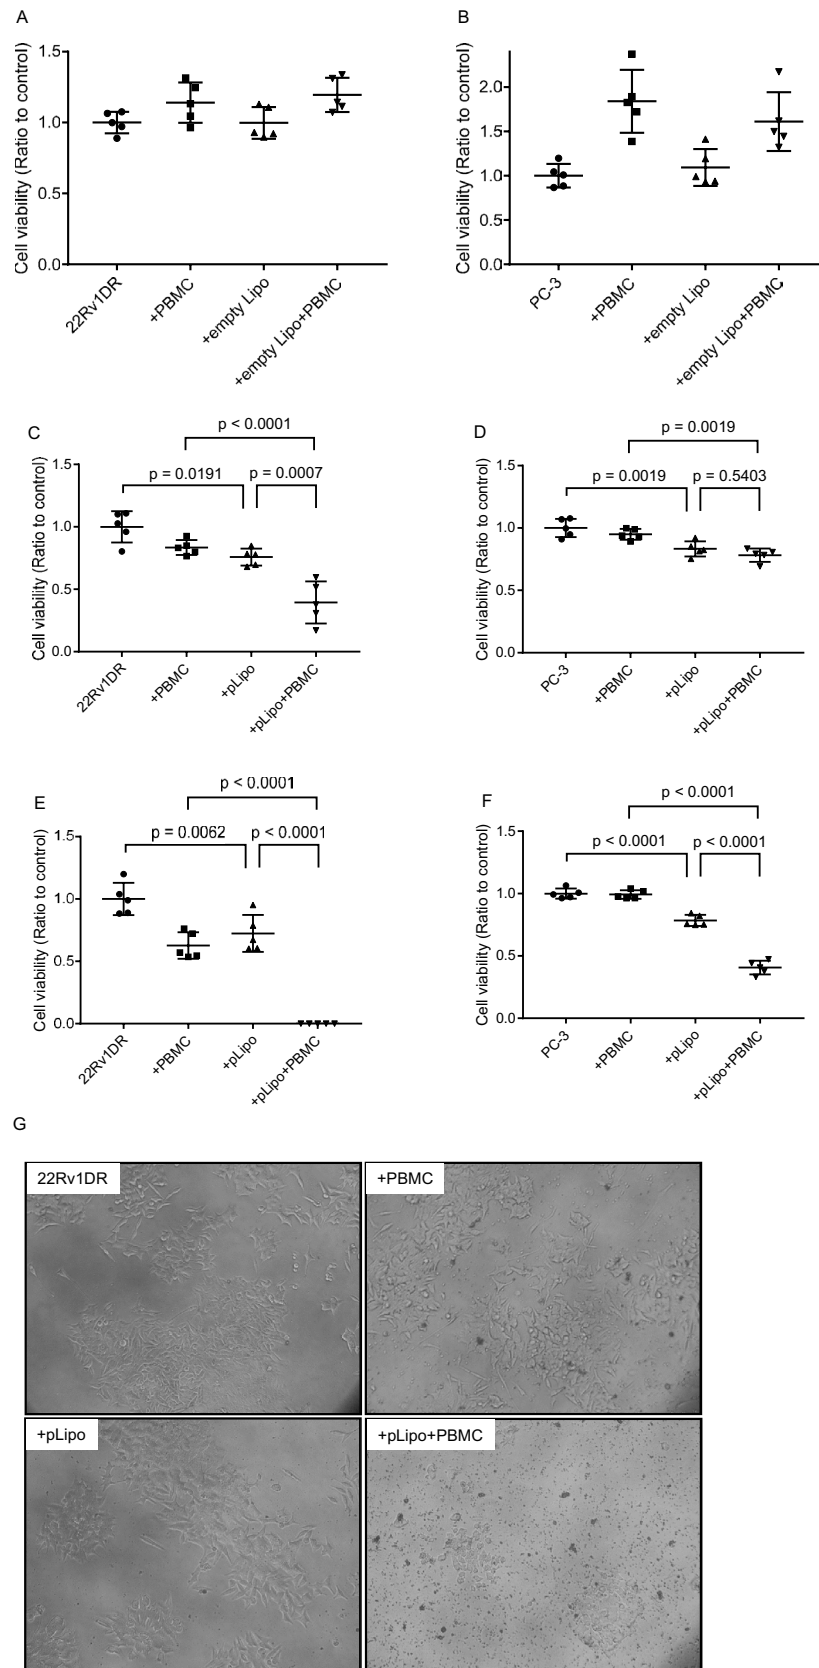 A
Cell viability (Ratio to control)
1.5
1.0
0.5
0.0
22Rv1DR
+PBMC
+empty Lipo
+empty Lipo+PBMC
B
Cell viability (Ratio to control)
2.0
1.5
1.0
0.5
0.0
PC-3
+PBMC
+empty Lipo
+empty Lipo+PBMC
C
p < 0.0001
p = 0.0191
p = 0.0007
Cell viability (Ratio to control)
1.5
1.0
0.5
0.0
22Rv1DR
+PBMC
+pLipo
+pLipo+PBMC
D
p = 0.0019
p = 0.0019
p = 0.5403
Cell viability (Ratio to control)
1.5
1.0
0.5
0.0
PC-3
+PBMC
+pLipo
+pLipo+PBMC
E
p < 0.0001
p = 0.0062
p < 0.0001
Cell viability (Ratio to control)
1.5
1.0
0.5
0.0
22Rv1DR
+PBMC
+pLipo
+pLipo+PBMC
F
p < 0.0001
p < 0.0001
p < 0.0001
Cell viability (Ratio to control)
1.5
1.0
0.5
0.0
PC-3
+PBMC
+pLipo
+pLipo+PBMC
G
22Rv1DR
+PBMC
+pLipo
+pLipo+PBMC